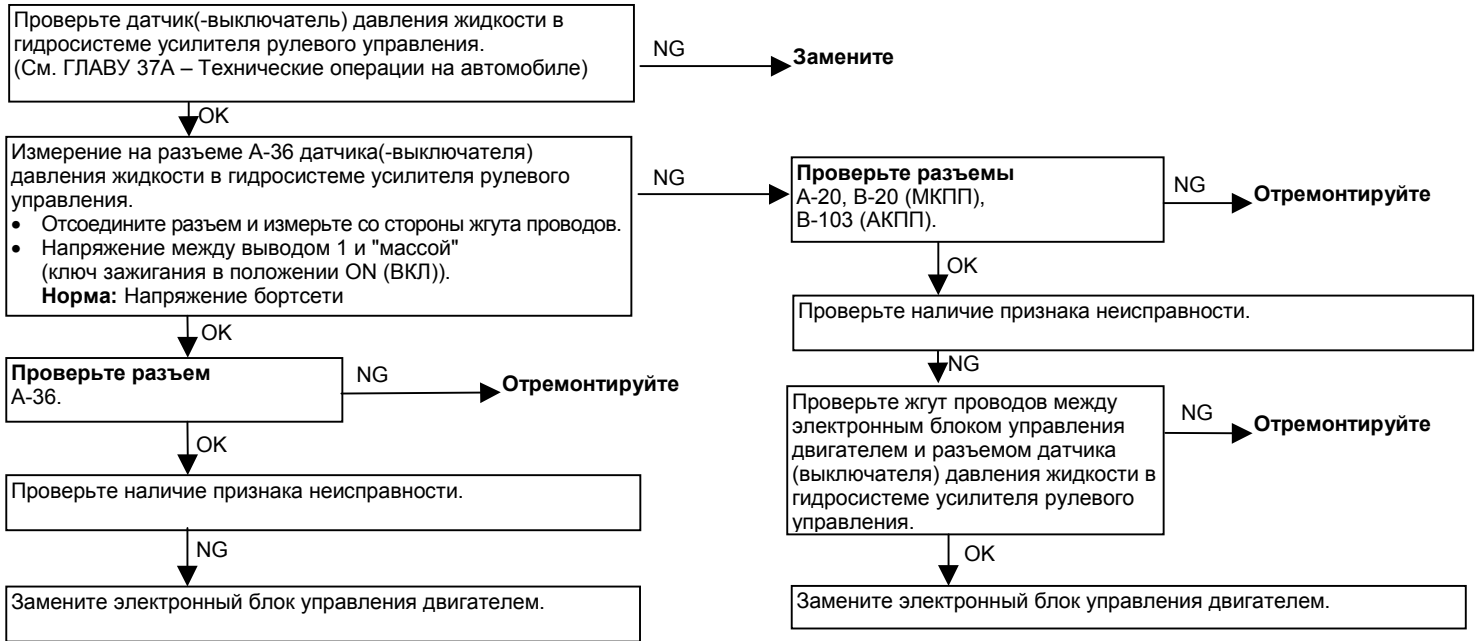 Проверьте датчик(-выключатель) давления жидкости в
гидросистеме усилителя рулевого управления.
(См. ГЛАВУ 37А – Технические операции на автомобиле)
NG
Замените
OK
Измерение на разъеме А-36 датчика(-выключателя)
давления жидкости в гидросистеме усилителя рулевого
управления.
• Отсоедините разъем и измерьте со стороны жгута проводов.
• Напряжение между выводом 1 и "массой"
(ключ зажигания в положении ON (ВКЛ)).
Норма: Напряжение бортсети
NG
Проверьте разъемы
А-20, В-20 (МКПП),
В-103 (АКПП).
NG
Отремонтируйте
OK
Проверьте наличие признака неисправности.
NG
Проверьте жгут проводов между
электронным блоком управления
двигателем и разъемом датчика
(выключателя) давления жидкости в
гидросистеме усилителя рулевого
управления.
NG
Отремонтируйте
OK
Замените электронный блок управления двигателем.
OK
Проверьте разъем
А-36.
NG
Отремонтируйте
OK
Проверьте наличие признака неисправности.
NG
Замените электронный блок управления двигателем.